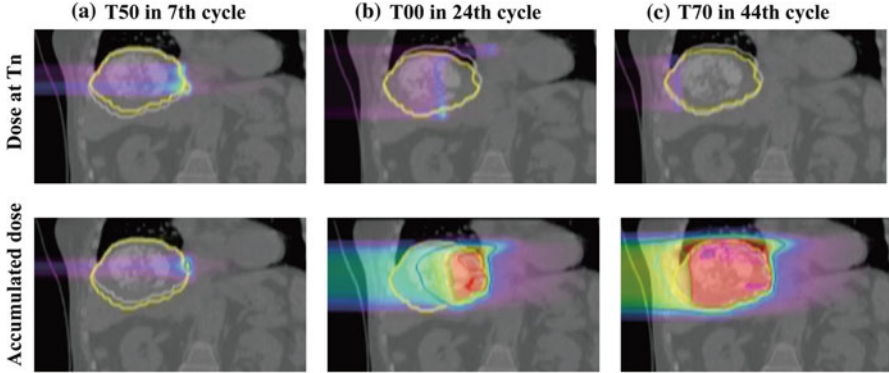 (a) T50 in 7th cycle
(b) T00 in 24th cycle
(c) T70 in 44th cycle
Dose at Tn
Accumulated dose